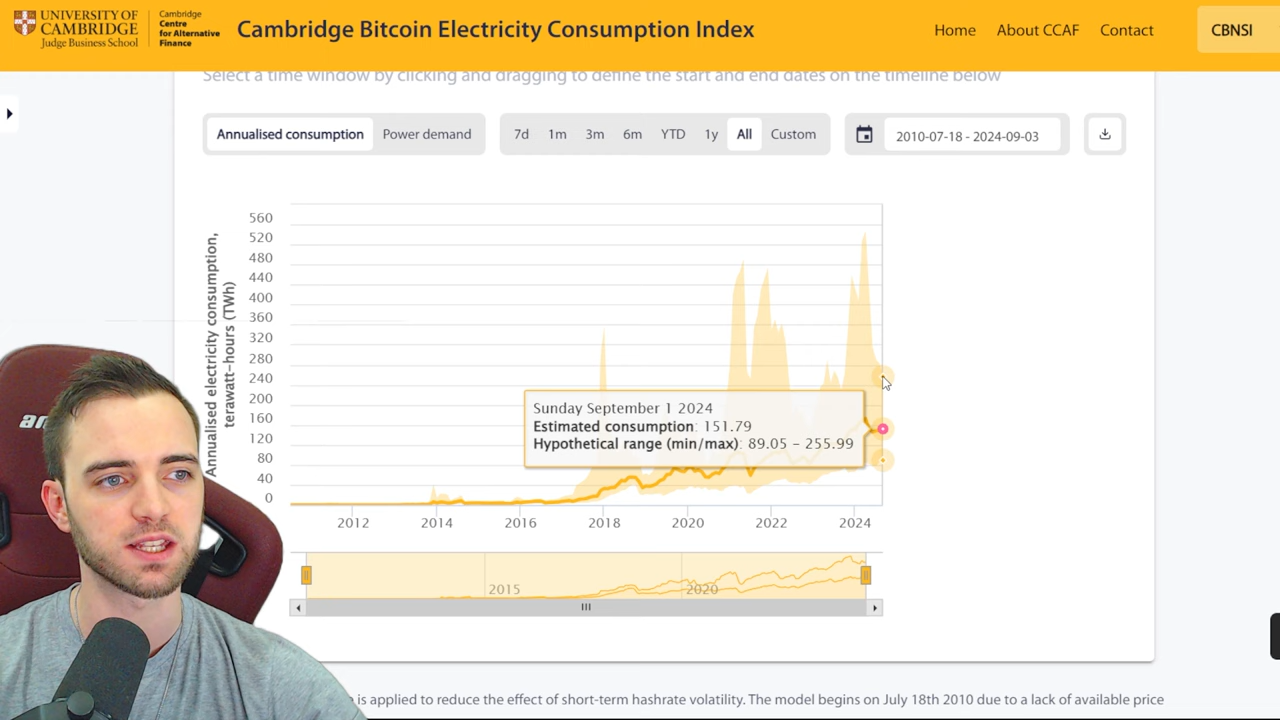 UNIVERSITY OF
CAMBRIDGE
Judge Business School
Cambridge
Centre
for Alternative
Finance
Cambridge Bitcoin Electricity Consumption Index
Home
About CCAF
Contact
CBNSI
Select a time window by clicking and dragging to define the start and end dates on the timeline below
Annualised consumption
Power demand
7d
1m
3m
6m
YTD
1y
All
Custom
2010-07-18 - 2024-09-03
Annualised electricity consumption,
terawatt-hours (TWh)
560
520
480
440
400
360
320
280
240
200
160
120
80
40
0
Sunday September 1 2024
Estimated consumption: 151.79
Hypothetical range (min/max): 89.05 – 255.99
2012
2014
2016
2018
2020
2022
2024
2015
2020
is applied to reduce the effect of short-term hashrate volatility. The model begins on July 18th 2010 due to a lack of available price